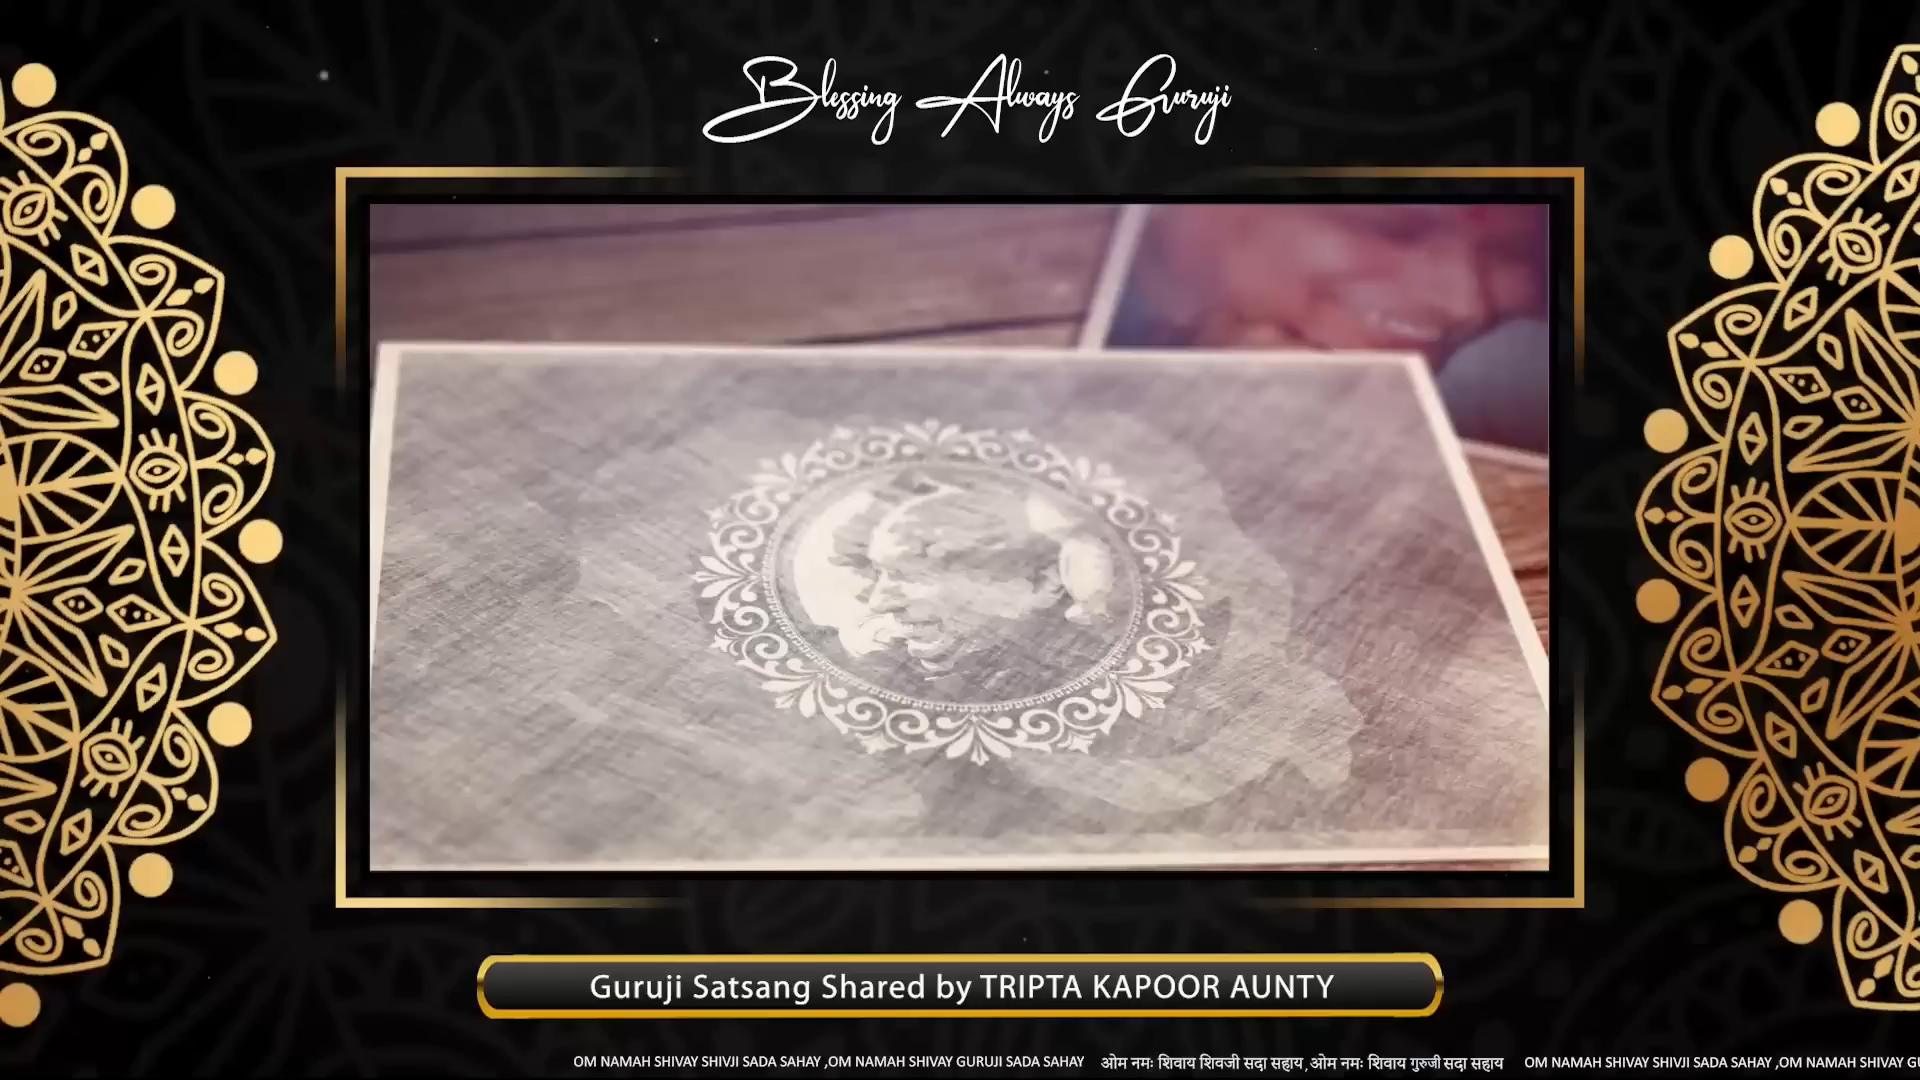 Blessing Always Guruji
Guruji Satsang Shared by TRIPTA KAPOOR AUNTY
OM NAMAH SHIVAY SHIVJI SADA SAHAY ,OM NAMAH SHIVAY GURUJI SADA SAHAY ओम नमः शिवाय शिवजी सदा सहाय ,ओम नमः शिवाय गुरुजी सदा सहाय OM NAMAH SHIVAY SHIVJI SADA SAHAY ,OM NAMAH SHIVAY GU